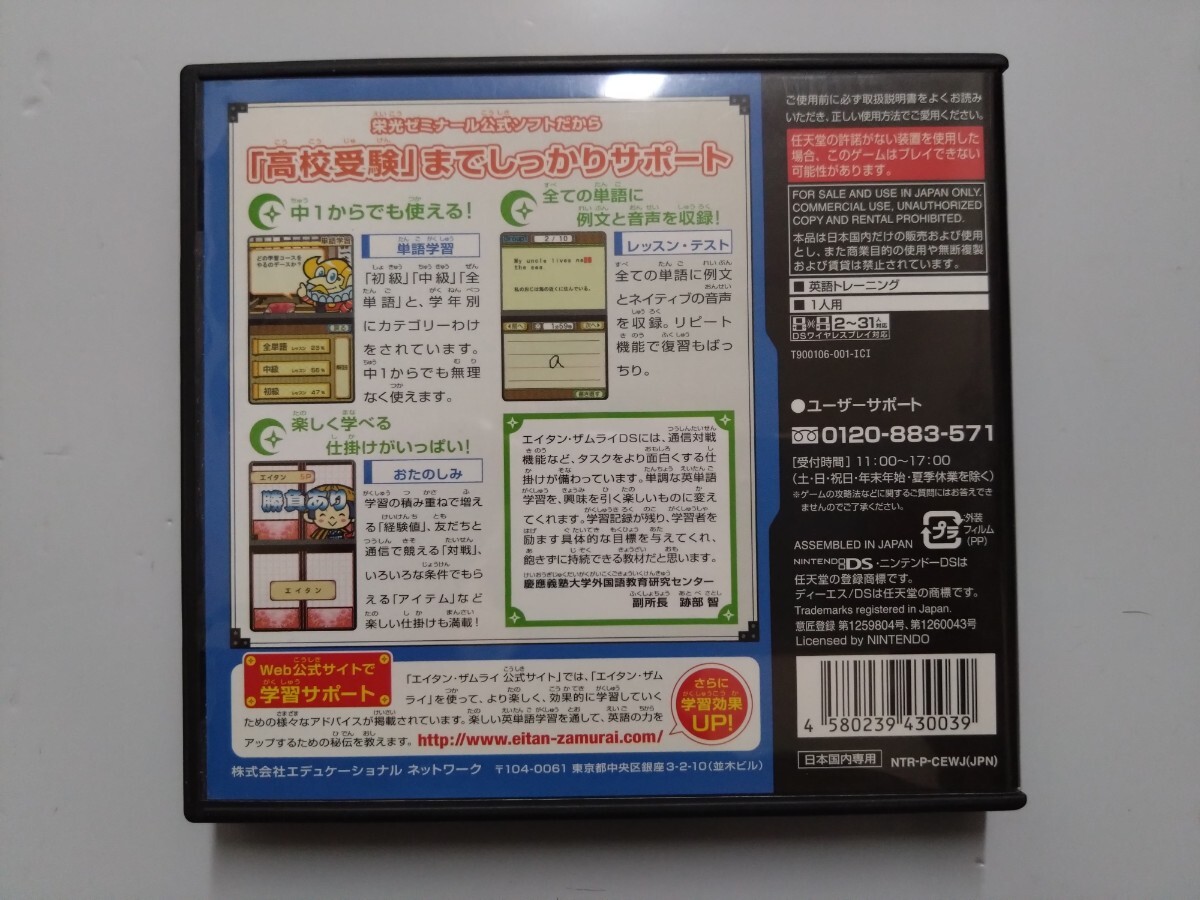 栄光ゼミナール公式ソフトだから
「高校受験」までしっかりサポート
中1からでも使える!
単語学習
どの学習コースを
やるのデースか?
全単語
中級
初級
単語学習
「初級」「中級」「全
単語」と、学年別
にカテゴリーわけ
をされています。
中1からでも無理
なく使えます。
全ての単語に
例文と音声を収録!
2/10
My uncle lives ne
the sea
a
レッスン・テスト
全ての単語に例文
とネイティブの音声
を収録。リピート
機能で復習もばっ
ちり。
楽しく学べる
仕掛けがいっぱい!
エイタン
勝負あり
エイタン
おたのしみ
学習の積み重ねで増え
る「経験値」、友だちと
通信で競える「対戦」、
いろいろな条件でもら
える「アイテム」など
楽しい仕掛けも満載!
エイタン・ザムライDSには、通信対戦
機能など、タスクをより面白くする仕
掛けが備わっています。単調な英単語
学習を、興味を引く楽しいものに変え
てくれます。学習記録が残り、学習者を
励ます具体的な目標を与えてくれ、
飽きずに持続できる教材だと思います。
慶應義塾大学外国語教育研究センター
副所長 跡部 智
Web公式サイトで
学習サポート
「エイタン・ザムライ 公式サイト」では、「エイタン・ザム
ライ」を使って、より楽しく、効果的に学習していく
ための様々なアドバイスが掲載されています。楽しい英単語学習を通して、英語の力を
アップするための秘伝を教えます。 http://www.eitan-zamurai.com/
さらに
学習効果
UP!
株式会社エデュケーショナル ネットワーク 〒104-0061 東京都中央区銀座3-2-10(並木ビル)
ご使用前に必ず取扱説明書をよくお読み
いただき、正しい使用方法でご愛用ください。
任天堂の許諾がない装置を使用した
場合、このゲームはプレイできない
可能性があります。
FOR SALE AND USE IN JAPAN ONLY.
COMMERCIAL USE, UNAUTHORIZED
COPY AND RENTAL PROHIBITED.
本品は日本国内だけの販売および使用
とし、また商業目的の使用や無断複製
および賃貸は禁止されています。
■ 英語トレーニング
■ 1人用
2~31人対応
DSワイヤレスプレイ対応
T900106-001-ICI
●ユーザーサポート
0120-883-571
[受付時間] 11:00~17:00
(土・日・祝日・年末年始・夏季休業を除く)
※ゲームの攻略法などに関するご質問にはお答えでき
ませんのでご了承ください。
ASSEMBLED IN JAPAN
プラ
:外装
フィルム
(PP)
NINTENDO DS・ニンテンドーDSは
任天堂の登録商標です。
ディーエス/DSは任天堂の商標です。
Trademarks registered in Japan.
意匠登録 第1259804号、第1260043号
Licensed by NINTENDO
4 580239 430039
日本国内専用
NTR-P-CEWJ(JPN)